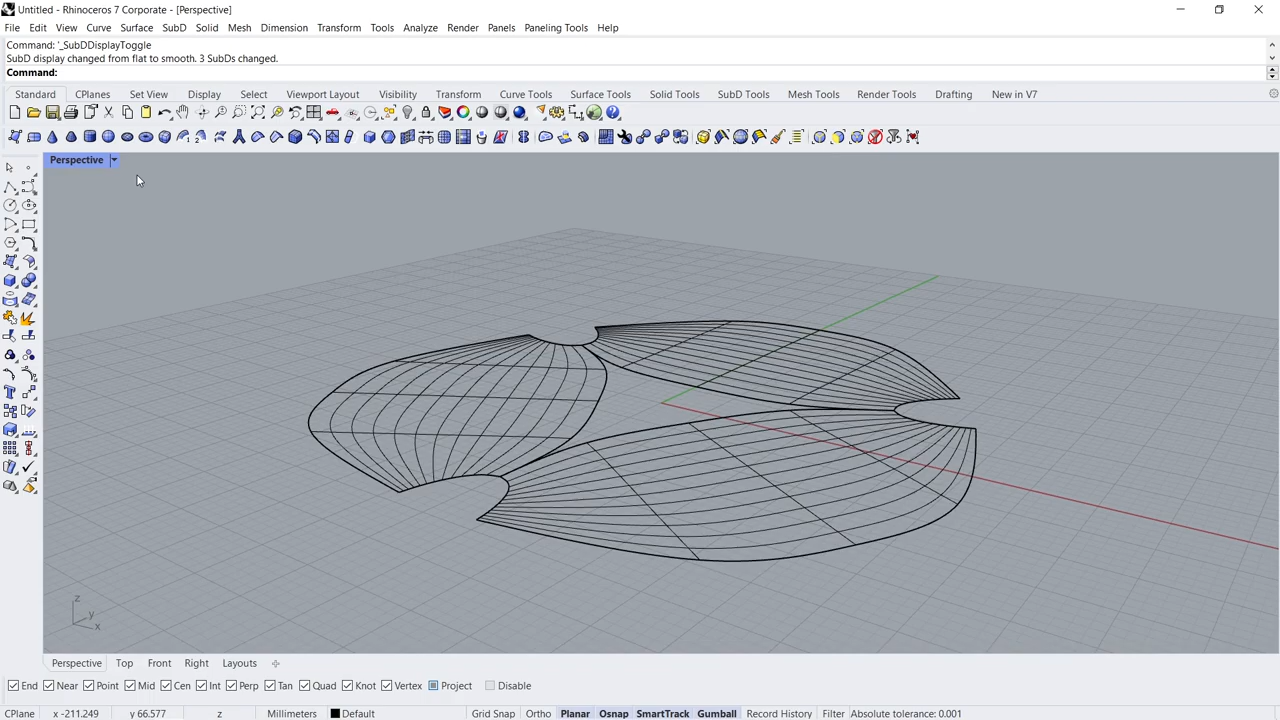 Untitled - Rhinoceros 7 Corporate - [Perspective]
File Edit View Curve Surface SubD Solid Mesh Dimension Transform Tools Analyze Render Panels Paneling Tools Help
Command: '_SubDDisplayToggle
SubD display changed from flat to smooth. 3 SubDs changed.
Command:
Standard CPlanes Set View Display Select Viewport Layout Visibility Transform Curve Tools Surface Tools Solid Tools SubD Tools Mesh Tools Render Tools Drafting New in V7
Perspective
z
y
x
Perspective Top Front Right Layouts
End Near Point Mid Cen Int Perp Tan Quad Knot Vertex Project Disable
CPlane x -211.249 y 66.577 z Millimeters Default Grid Snap Ortho Planar Osnap SmartTrack Gumball Record History Filter Absolute tolerance: 0.001